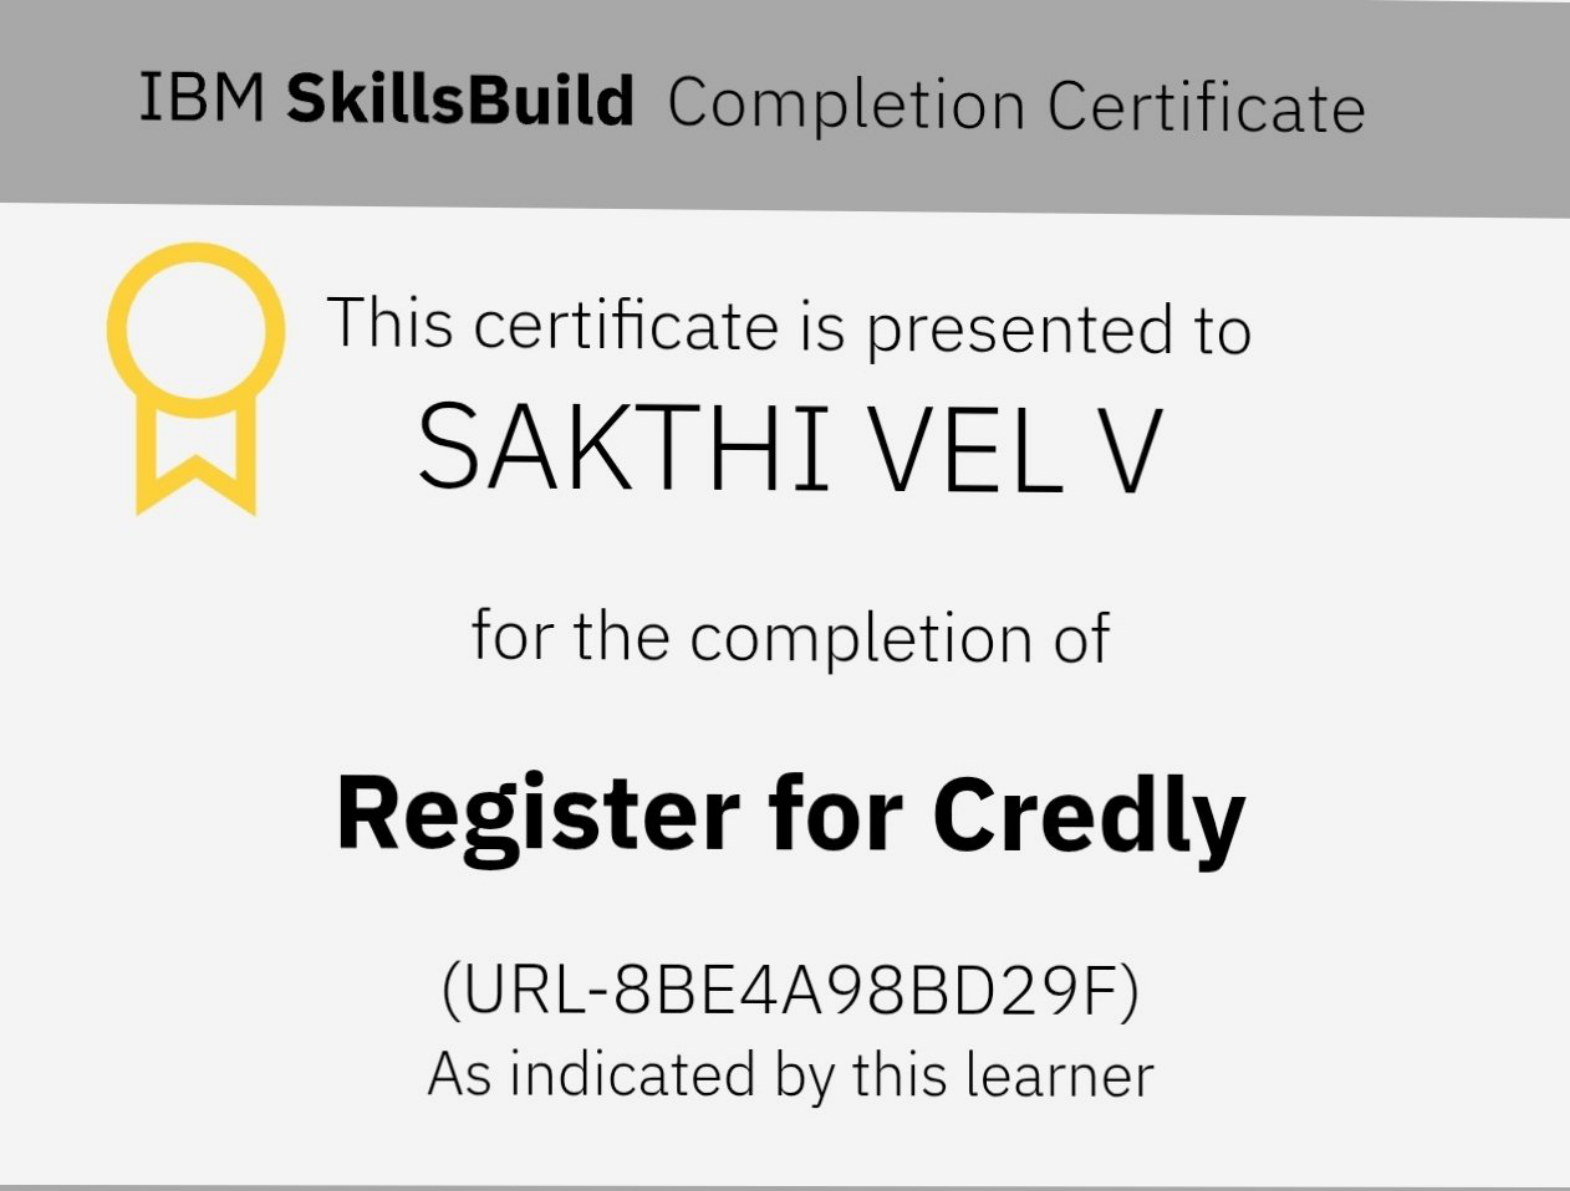 IBM SkillsBuild Completion Certificate
This certificate is presented to
SAKTHI VEL V
for the completion of
Register for Credly
(URL-8BE4A98BD29F)
As indicated by this learner